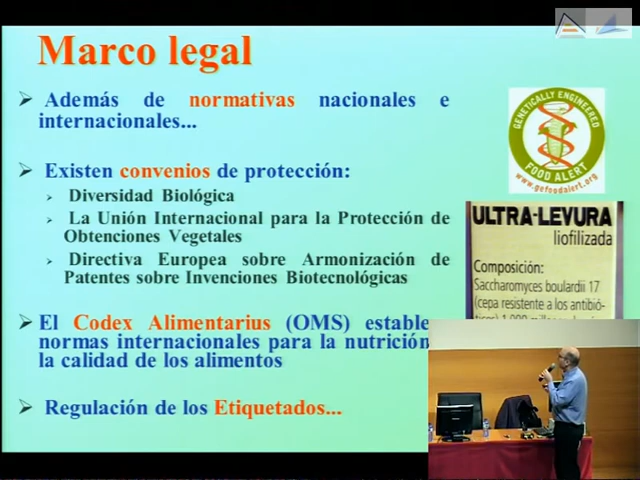 Marco legal
Además de normativas nacionales e
internacionales...
Existen convenios de protección:
Diversidad Biológica
La Unión Internacional para la Protección de
Obtenciones Vegetales
Directiva Europea sobre Armonización de
Patentes sobre Invenciones Biotecnológicas
El Codex Alimentarius (OMS)
normas internacionales para la nutrición
la calidad de los alimentos
Regulación de los Etiquetados...
GENETICALLY ENGINEERED
FOOD ALERT
www.gefoodalert.org
ULTRA-LEVURA
liofilizada
Composición:
Saccharomyces boulardii 17
(cepa resistente a los antibió-